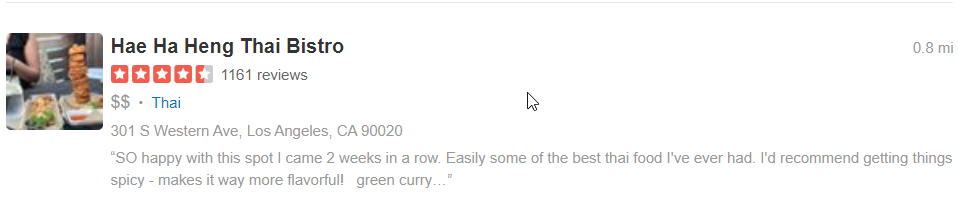 Hae Ha Heng Thai Bistro
0.8 mi
1161 reviews
$$ • Thai
301 S Western Ave, Los Angeles, CA 90020
“SO happy with this spot I came 2 weeks in a row. Easily some of the best thai food I've ever had. I'd recommend getting things
spicy - makes it way more flavorful!   green curry…”